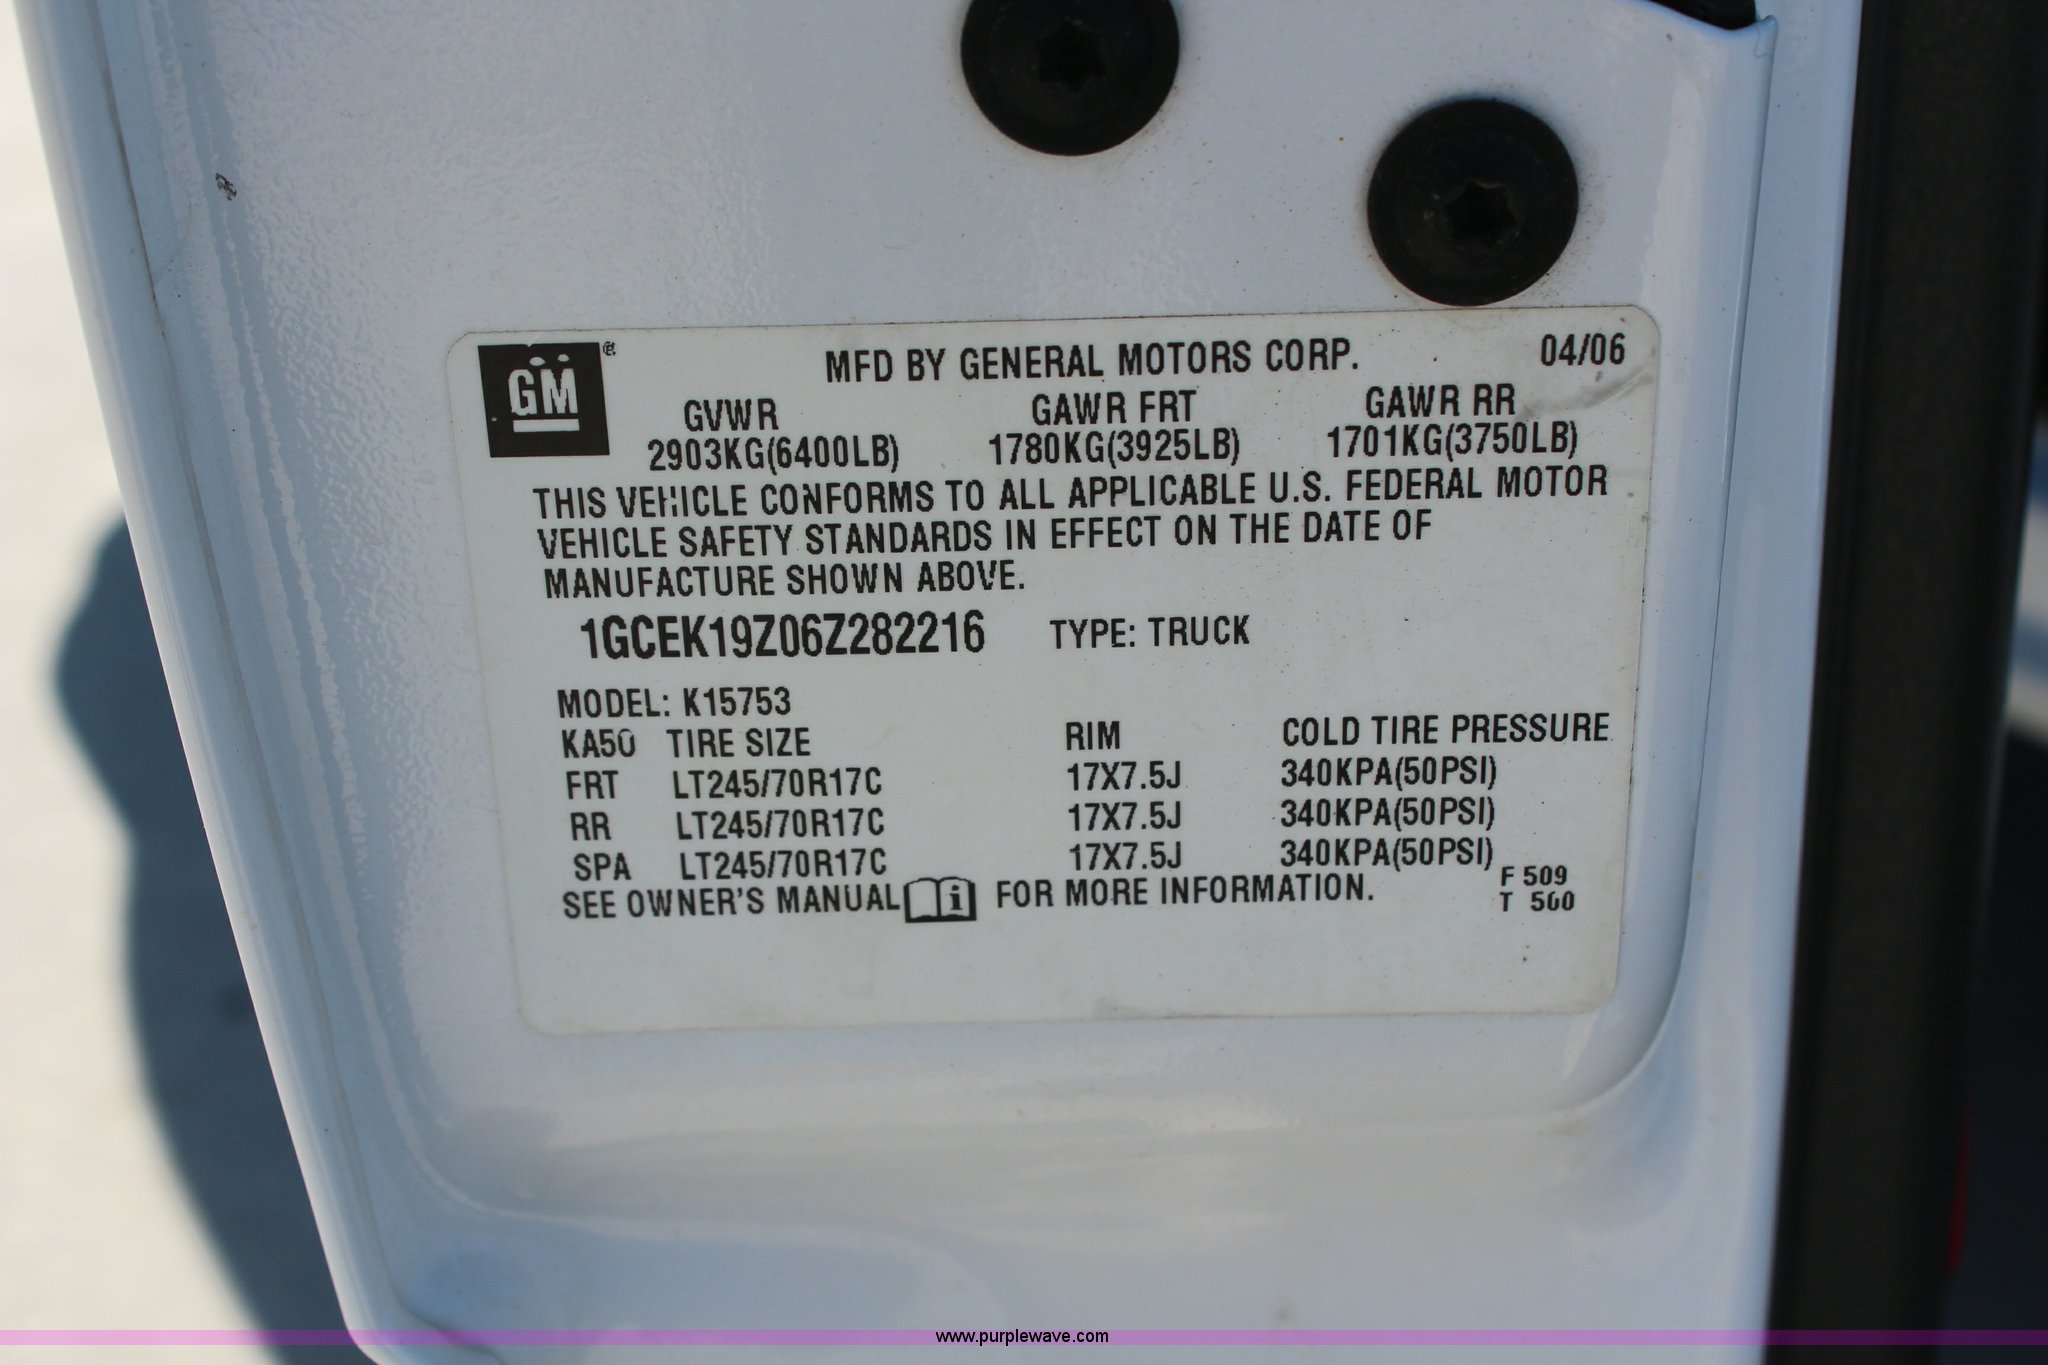 GM ®
MFD BY GENERAL MOTORS CORP. 04/06
GVWR GAWR FRT GAWR RR
2903KG(6400LB) 1780KG(3925LB) 1701KG(3750LB)
THIS VEHICLE CONFORMS TO ALL APPLICABLE U.S. FEDERAL MOTOR
VEHICLE SAFETY STANDARDS IN EFFECT ON THE DATE OF
MANUFACTURE SHOWN ABOVE.
1GCEK19Z06Z282216 TYPE: TRUCK
MODEL: K15753
KA50 TIRE SIZE RIM COLD TIRE PRESSURE
FRT LT245/70R17C 17X7.5J 340KPA(50PSI)
RR LT245/70R17C 17X7.5J 340KPA(50PSI)
SPA LT245/70R17C 17X7.5J 340KPA(50PSI)
SEE OWNER'S MANUAL i FOR MORE INFORMATION.
F 509
T 500
www.purplewave.com